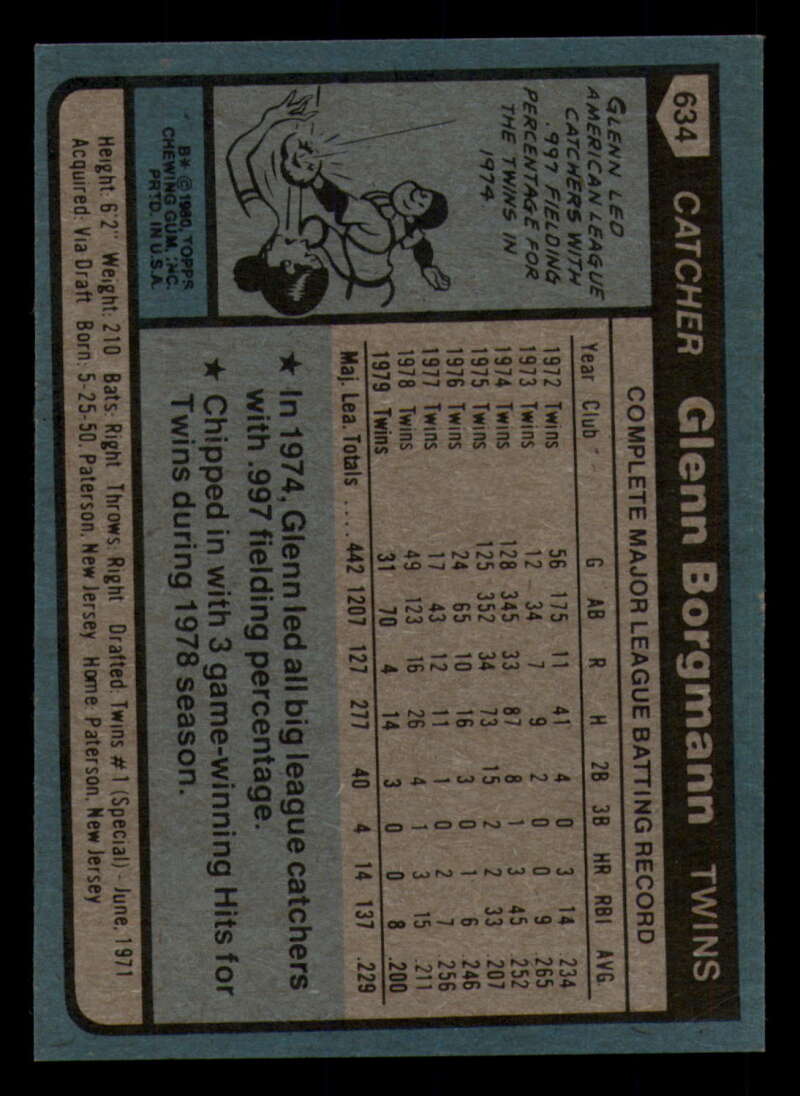 634 CATCHER Glenn Borgmann TWINS
GLENN LED
AMERICAN LEAGUE
CATCHERS WITH
.997 FIELDING
PERCENTAGE FOR
THE TWINS IN
1974.
B* © 1980, TOPPS
CHEWING GUM, INC.
PRTD. IN U.S.A.
COMPLETE MAJOR LEAGUE BATTING RECORD
Year Club G AB R H 2B 3B HR RBI AVG.
1972 Twins 56 175 11 41 4 0 3 14 .234
1973 Twins 12 34 7 9 2 0 0 9 .265
1974 Twins 128 345 33 87 8 1 3 45 .252
1975 Twins 125 352 34 73 15 2 2 33 .207
1976 Twins 24 65 10 16 3 0 1 6 .246
1977 Twins 17 43 12 11 1 0 2 7 .256
1978 Twins 49 123 16 26 4 1 3 15 .211
1979 Twins 31 70 4 14 3 0 0 8 .200
Maj. Lea. Totals .... 442 1207 127 277 40 4 14 137 .229
★ In 1974, Glenn led all big league catchers
with .997 fielding percentage.
★ Chipped in with 3 game-winning Hits for
Twins during 1978 season.
Height: 6'2" Weight: 210 Bats: Right Throws: Right Drafted: Twins #1 (Special) - June, 1971
Acquired: Via Draft Born: 5-25-50, Paterson, New Jersey Home: Paterson, New Jersey